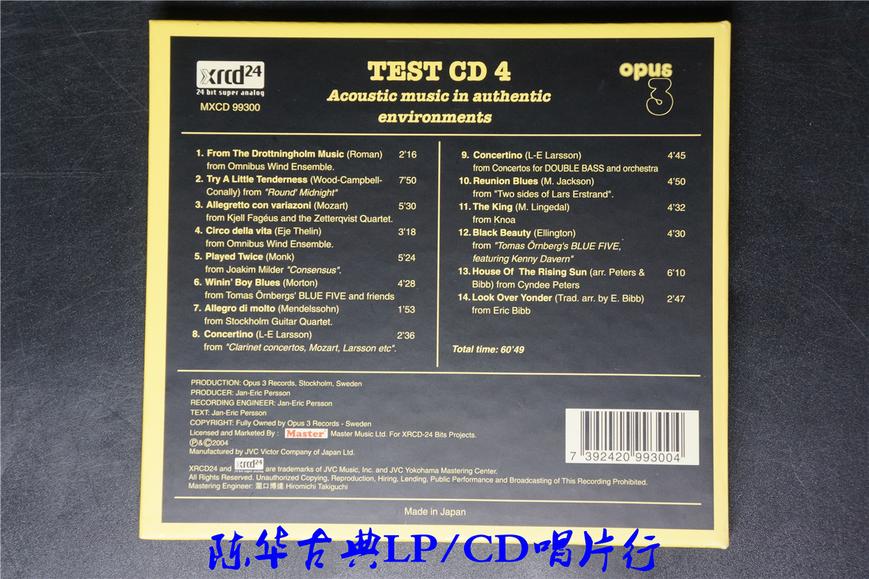 xrcd24
24 bit super analog
MXCD 99300
TEST CD 4
Acoustic music in authentic
environments
opus
3
1. From The Drottningholm Music (Roman) 2'16
from Omnibus Wind Ensemble.
2. Try A Little Tenderness (Wood-Campbell- 7'50
Conally) from "Round' Midnight"
3. Allegretto con variazoni (Mozart) 5'30
from Kjell Fagéus and the Zetterqvist Quartet.
4. Circo della vita (Eje Thelin) 3'18
from Omnibus Wind Ensemble.
5. Played Twice (Monk) 5'24
from Joakim Milder "Consensus".
6. Winin' Boy Blues (Morton) 4'28
from Tomas Örnbergs' BLUE FIVE and friends
7. Allegro di molto (Mendelssohn) 1'53
from Stockholm Guitar Quartet.
8. Concertino (L-E Larsson) 2'36
from "Clarinet concertos, Mozart, Larsson etc".
9. Concertino (L-E Larsson) 4'45
from Concertos for DOUBLE BASS and orchestra
10. Reunion Blues (M. Jackson) 4'50
from "Two sides of Lars Erstrand".
11. The King (M. Lingedal) 4'32
from Knoa
12. Black Beauty (Ellington) 4'30
from "Tomas Örnberg's BLUE FIVE,
featuring Kenny Davern"
13. House Of The Rising Sun (arr. Peters & 6'10
Bibb) from Cyndee Peters
14. Look Over Yonder (Trad. arr by E. Bibb) 2'47
from Eric Bibb
Total time: 60'49
PRODUCTION: Opus 3 Records, Stockholm, Sweden
PRODUCER: Jan-Eric Persson
RECORDING ENGINEER: Jan-Eric Persson
TEXT: Jan-Eric Persson
COPYRIGHT: Fully Owned by Opus 3 Records - Sweden
Licensed and Marketed By : Master Master Music Ltd. For XRCD-24 Bits Projects.
Ⓟ&©2004
Manufactured by JVC Victor Company of Japan Ltd.
XRCD24 and xrcd24 are trademarks of JVC Music, Inc. and JVC Yokohama Mastering Center.
All Rights Reserved. Unauthorized Copying, Reproduction, Hiring, Lending, Public Performance and Broadcasting of This Recording Prohibited.
Mastering Engineer: 瀧口博達 Hiromichi Takiguchi
7 392420 993004
Made in Japan
陈华古典LP/CD唱片行